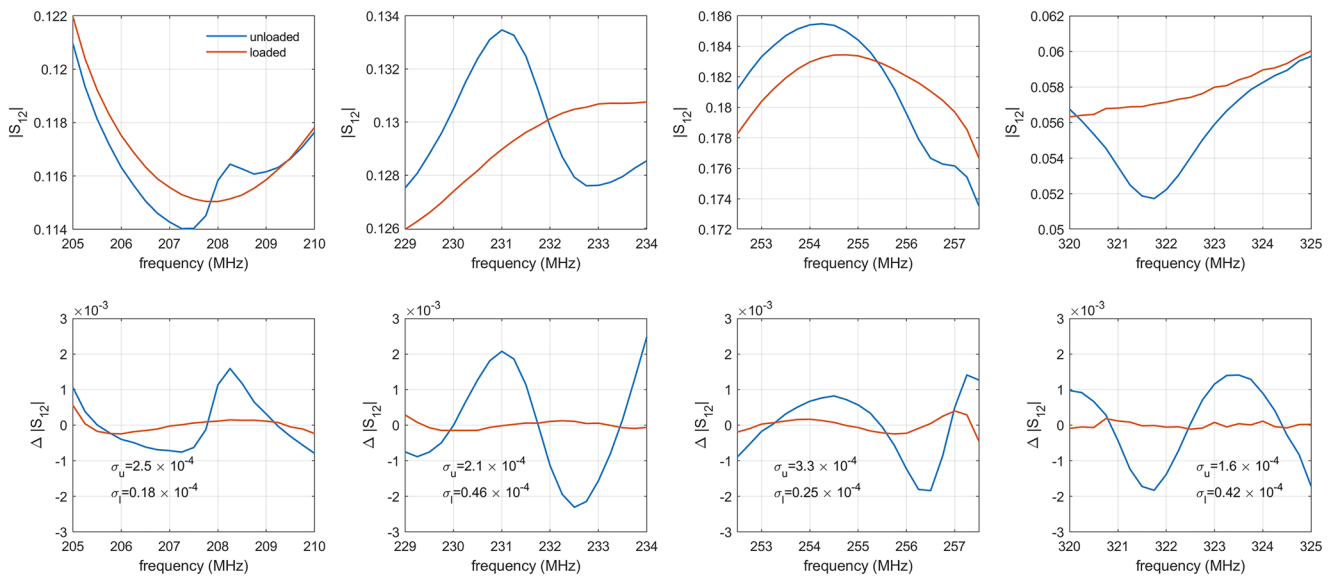 0.122
0.12
0.118
0.116
0.114
|S12|
205 206 207 208 209 210
frequency (MHz)
unloaded
loaded
0.134
0.132
0.13
0.128
0.126
|S12|
229 230 231 232 233 234
frequency (MHz)
0.186
0.184
0.182
0.18
0.178
0.176
0.174
0.172
|S12|
253 254 255 256 257
frequency (MHz)
0.062
0.06
0.058
0.056
0.054
0.052
0.05
|S12|
320 321 322 323 324 325
frequency (MHz)
×10-3
3
2
1
0
-1
-2
-3
Δ |S12|
σu=2.5 × 10-4
σl=0.18 × 10-4
205 206 207 208 209 210
frequency (MHz)
×10-3
3
2
1
0
-1
-2
-3
Δ |S12|
σu=2.1 × 10-4
σl=0.46 × 10-4
229 230 231 232 233 234
frequency (MHz)
×10-3
3
2
1
0
-1
-2
-3
Δ |S12|
σu=3.3 × 10-4
σl=0.25 × 10-4
253 254 255 256 257
frequency (MHz)
×10-3
3
2
1
0
-1
-2
-3
Δ |S12|
σu=1.6 × 10-4
σl=0.42 × 10-4
320 321 322 323 324 325
frequency (MHz)